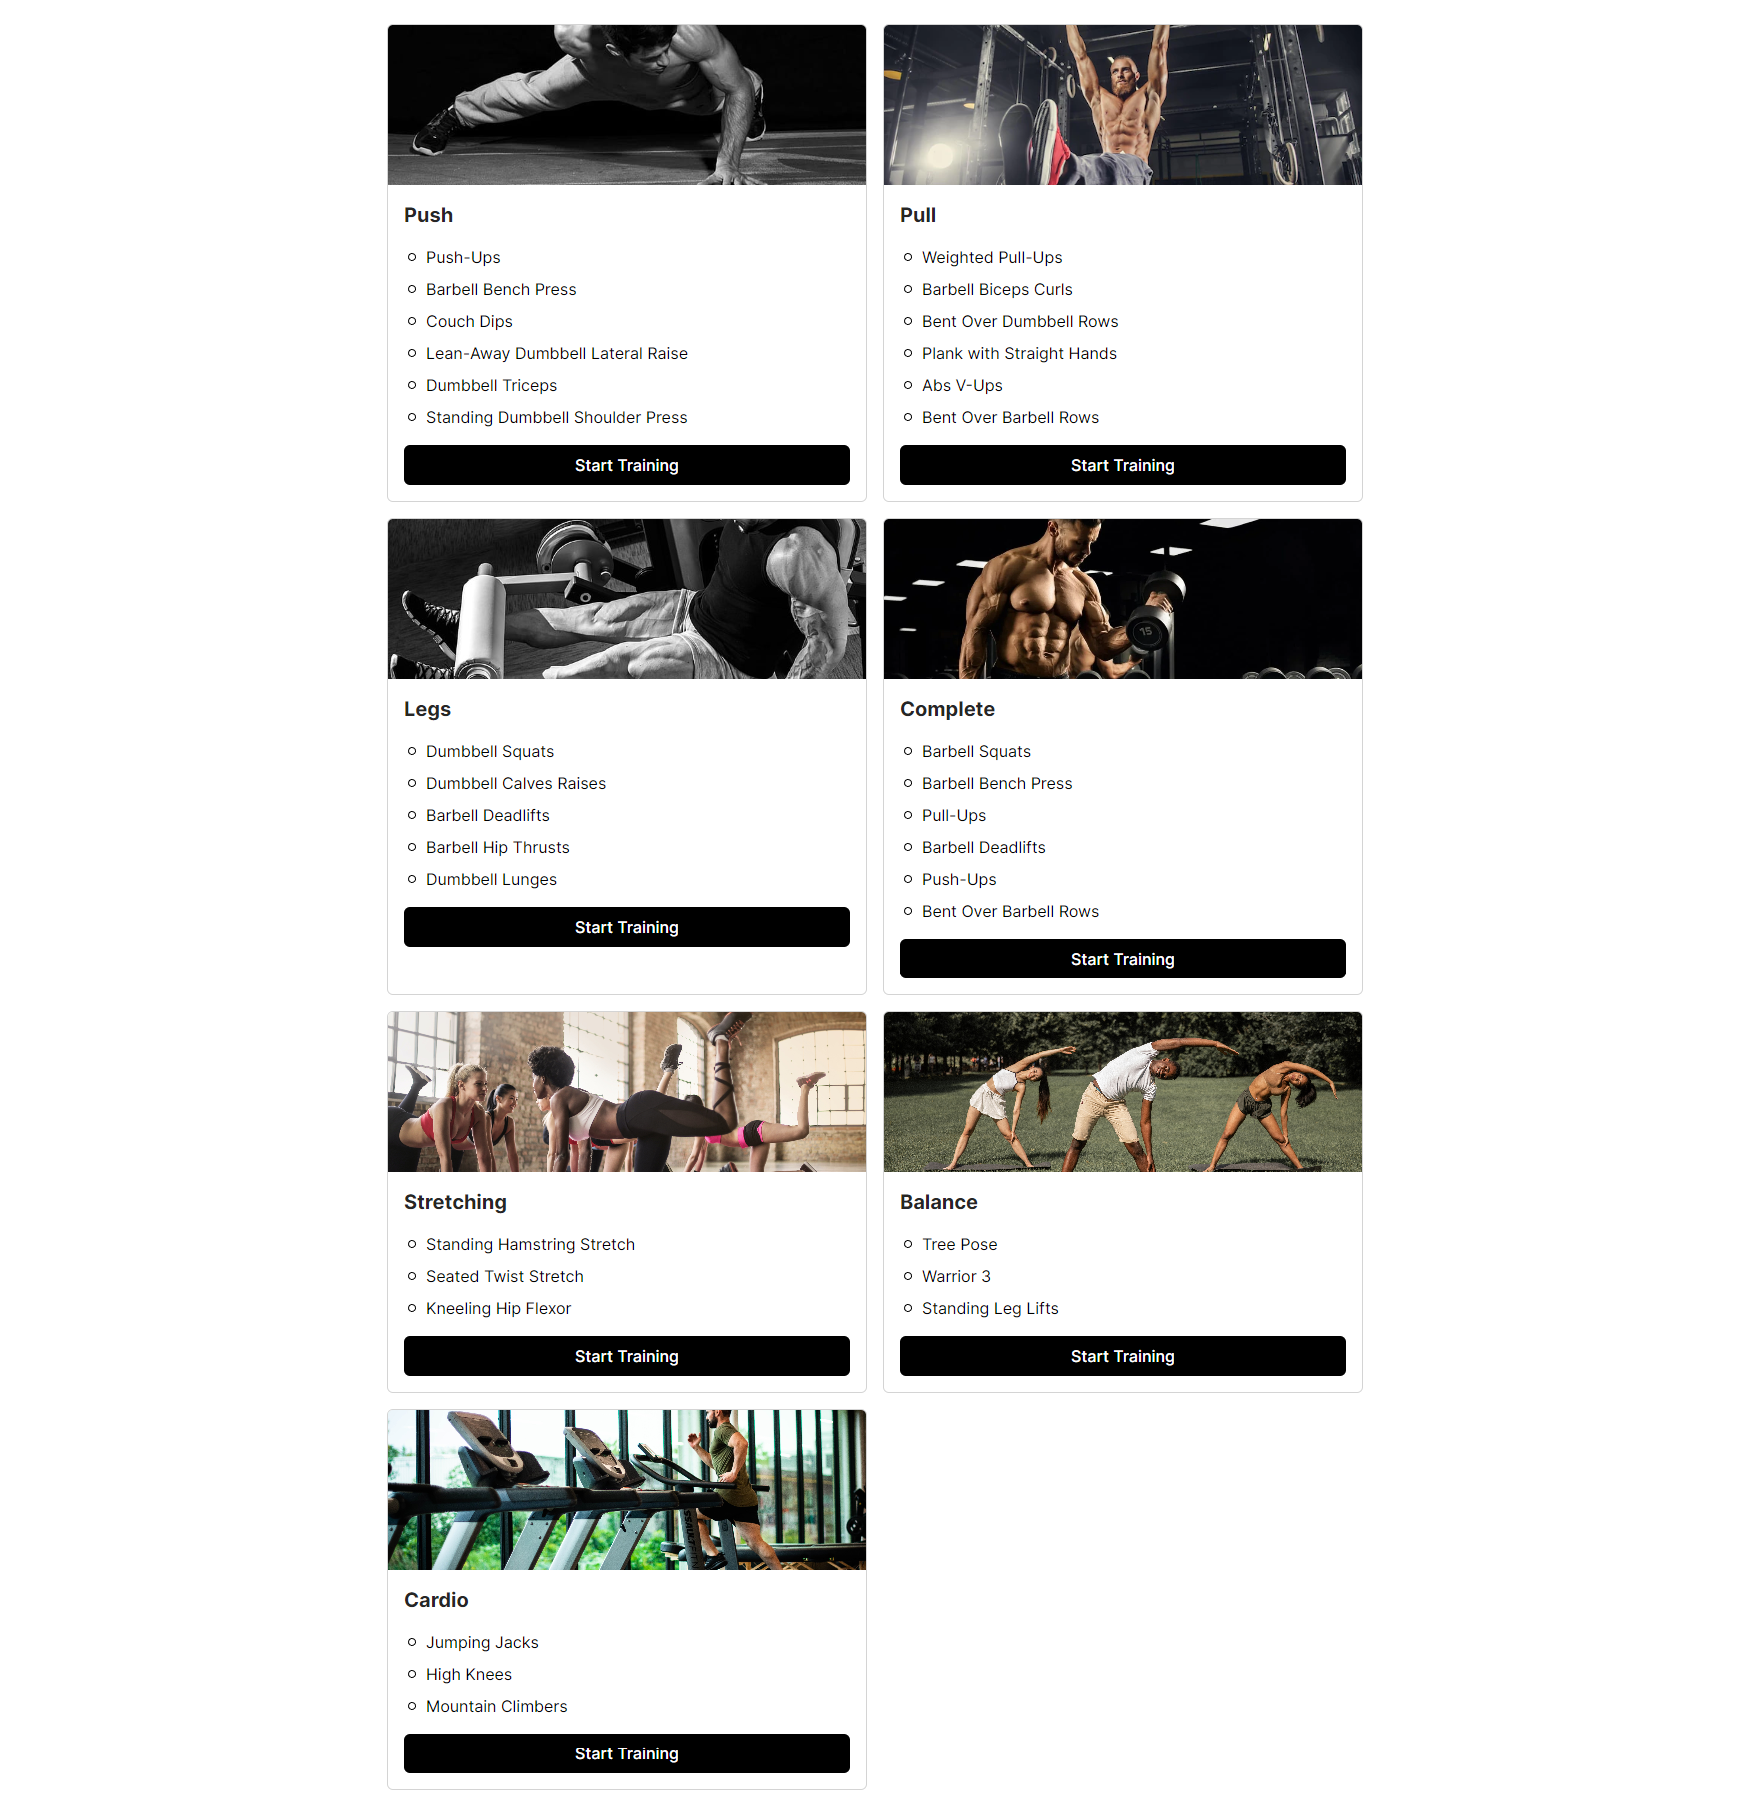 Push
Push-Ups
Barbell Bench Press
Couch Dips
Lean-Away Dumbbell Lateral Raise
Dumbbell Triceps
Standing Dumbbell Shoulder Press
Start Training
Pull
Weighted Pull-Ups
Barbell Biceps Curls
Bent Over Dumbbell Rows
Plank with Straight Hands
Abs V-Ups
Bent Over Barbell Rows
Start Training
Legs
Dumbbell Squats
Dumbbell Calves Raises
Barbell Deadlifts
Barbell Hip Thrusts
Dumbbell Lunges
Start Training
15
Complete
Barbell Squats
Barbell Bench Press
Pull-Ups
Barbell Deadlifts
Push-Ups
Bent Over Barbell Rows
Start Training
Stretching
Standing Hamstring Stretch
Seated Twist Stretch
Kneeling Hip Flexor
Start Training
Balance
Tree Pose
Warrior 3
Standing Leg Lifts
Start Training
Cardio
Jumping Jacks
High Knees
Mountain Climbers
Start Training